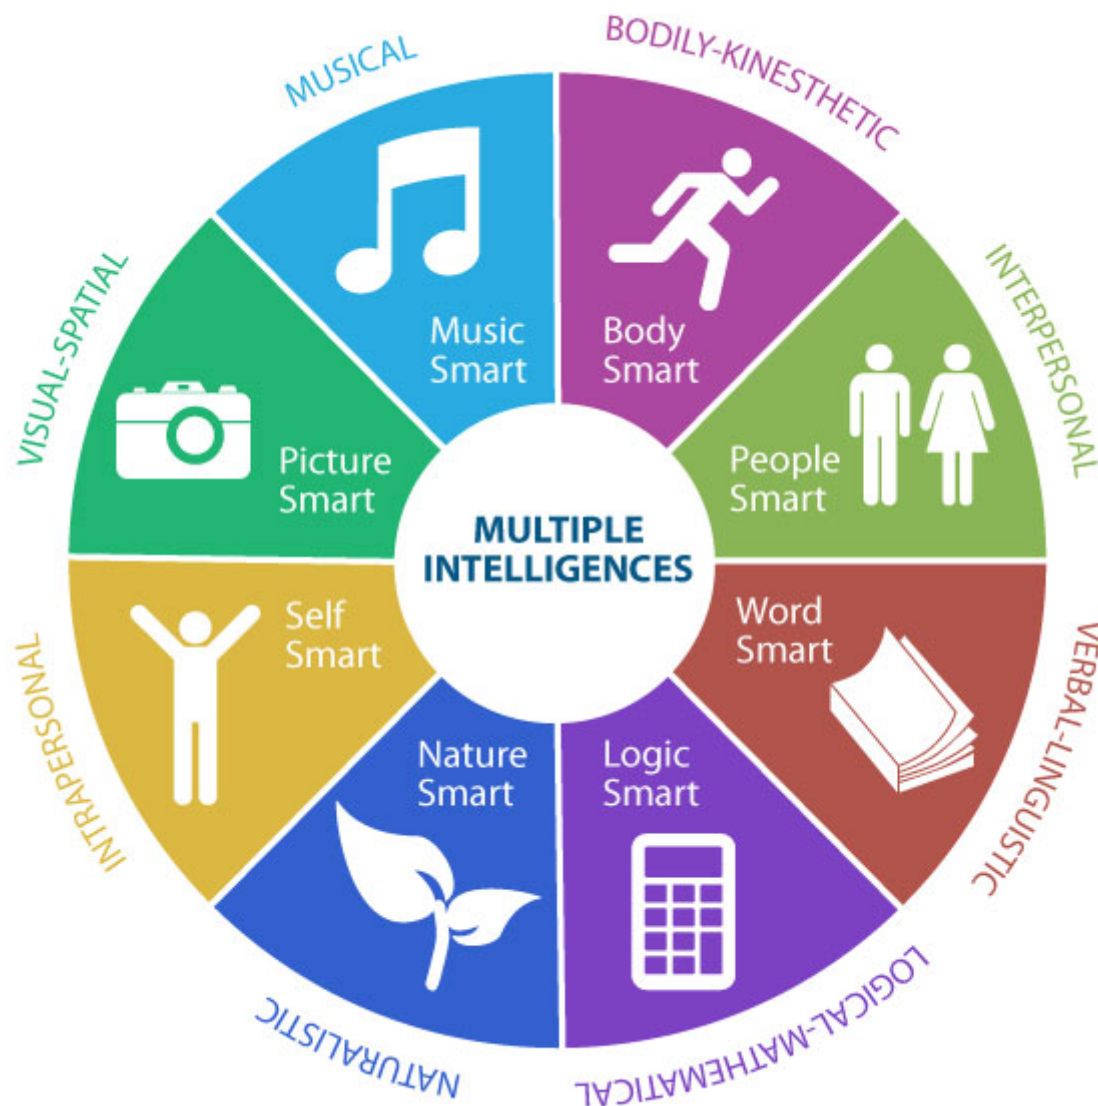 MUSICAL
BODILY-KINESTHETIC
INTERPERSONAL
VERBAL-LINGUISTIC
LOGICAL-MATHEMATICAL
NATURALISTIC
INTRAPERSONAL
VISUAL-SPATIAL
Music
Smart
Body
Smart
People
Smart
Word
Smart
Logic
Smart
Nature
Smart
Self
Smart
Picture
Smart
MULTIPLE
INTELLIGENCES